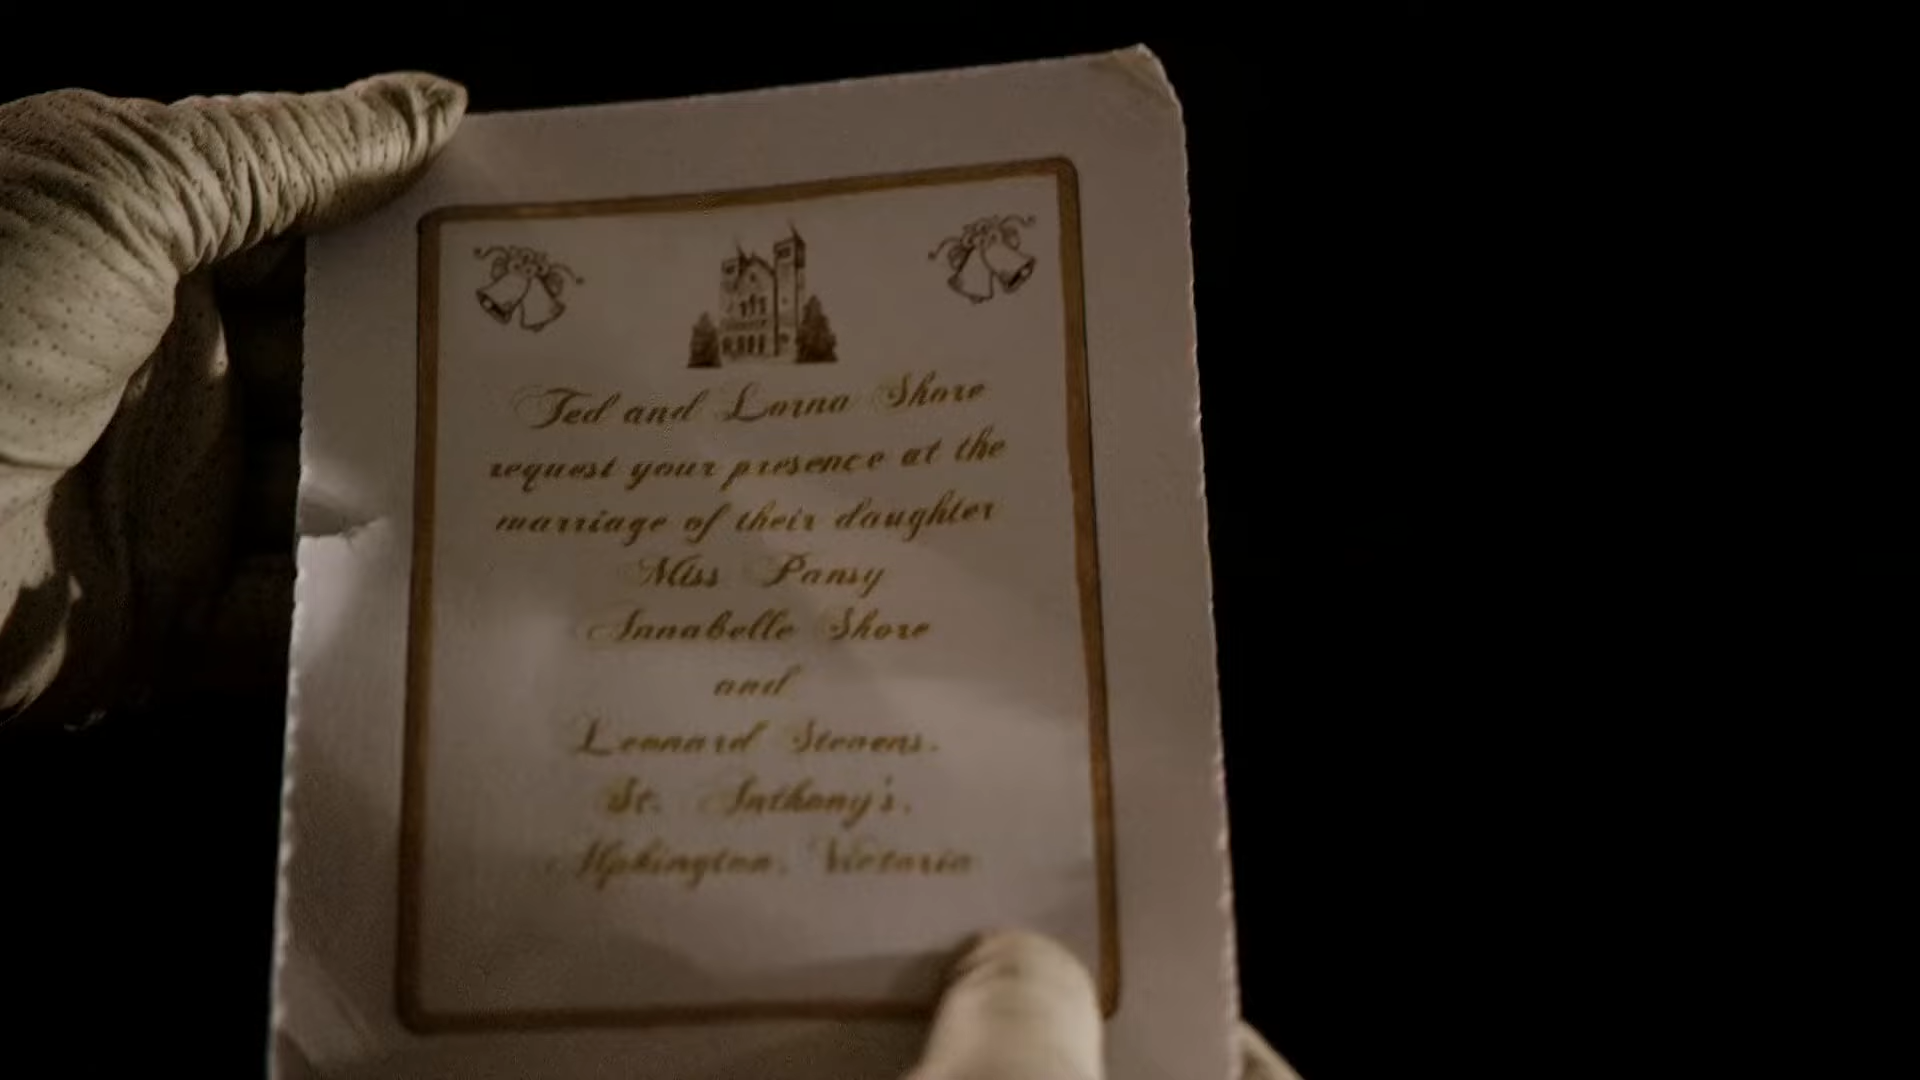 Ted and Lorna Shore
request your presence at the
marriage of their daughter
Miss Pansy
Annabelle Shore
and
Leonard Stevens.
St. Anthony's.
Victoria